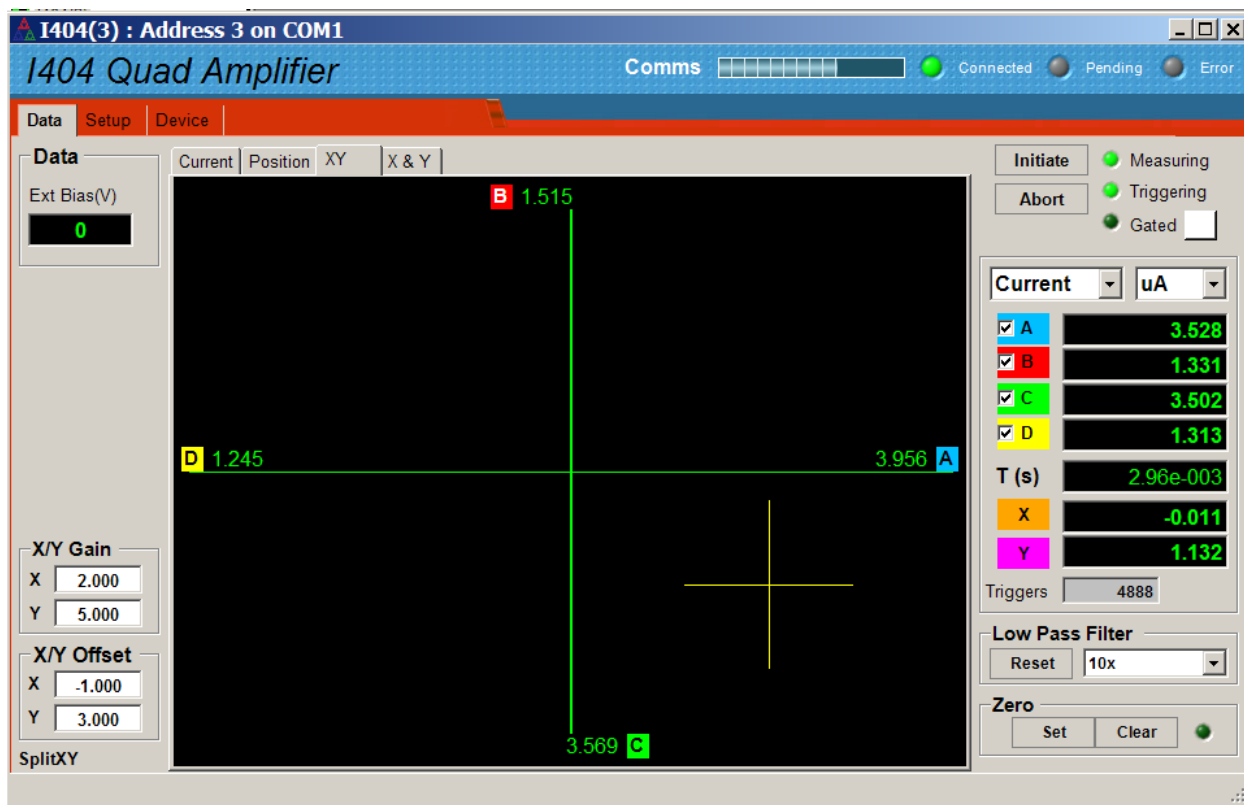 I404(3) : Address 3 on COM1
I404 Quad Amplifier
Comms Connected Pending Error
Data Setup Device
Data
Ext Bias(V)
0
X/Y Gain
X 2.000
Y 5.000
X/Y Offset
X -1.000
Y 3.000
SplitXY
Current Position XY X & Y
B 1.515
D 1.245
3.956 A
3.569 C
Initiate Measuring
Abort Triggering
Gated
Current uA
A 3.528
B 1.331
C 3.502
D 1.313
T (s) 2.96e-003
X -0.011
Y 1.132
Triggers 4888
Low Pass Filter
Reset 10x
Zero
Set Clear